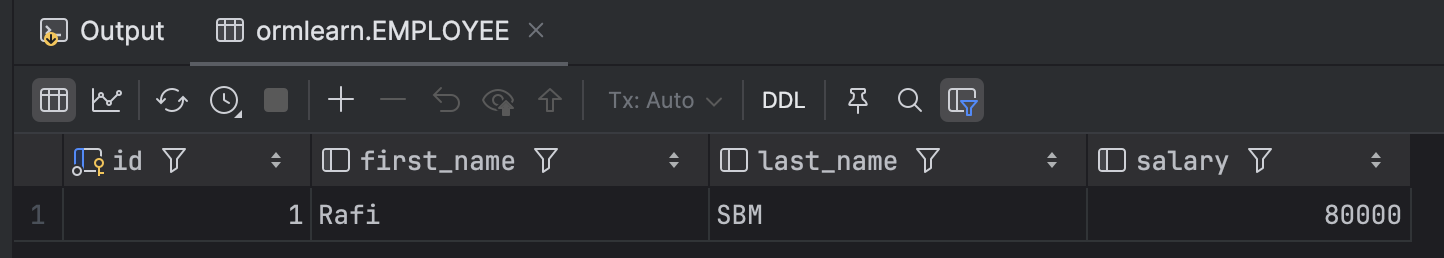 Output ormlearn.EMPLOYEE
Tx: Auto DDL
id first_name last_name salary
1 1 Rafi SBM 80000